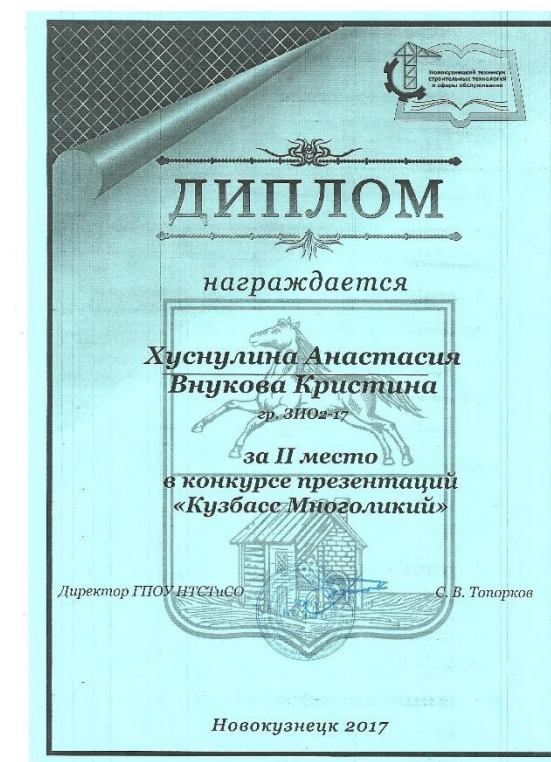 Новокузнецкий техникум
строительных технологий
и сферы обслуживания
ДИПЛОМ
награждается
Хуснулина Анастасия
Внукова Кристина
гр. ЗИО2-17
за II место
в конкурсе презентаций
«Кузбасс Многоликий»
Директор ГПОУ НТСТиСО С. В. Топорков
Новокузнецк 2017